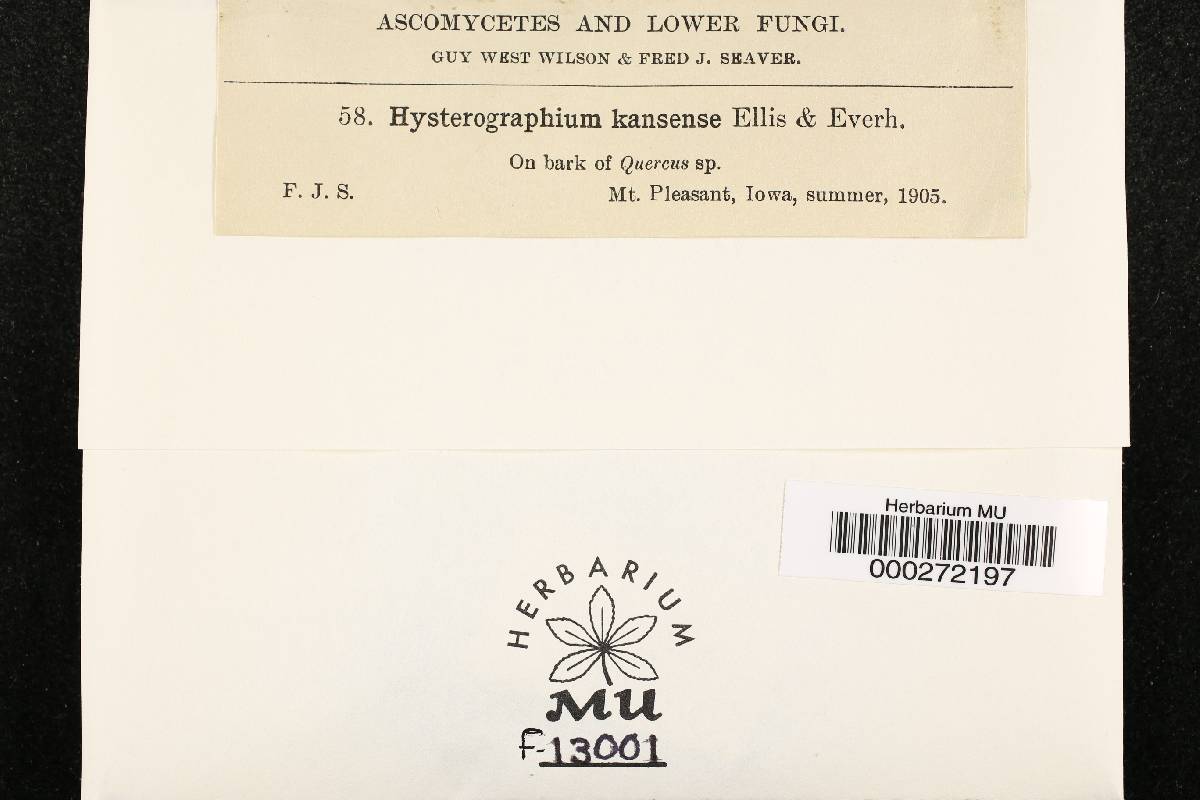 ASCOMYCETES AND LOWER FUNGI.
GUY WEST WILSON & FRED J. SEAVER.
58. Hysterographium kansense Ellis & Everh.
On bark of Quercus sp.
F. J. S. Mt. Pleasant, Iowa, summer, 1905.
Herbarium MU
000272197
HERBARIUM
MU
F-13001